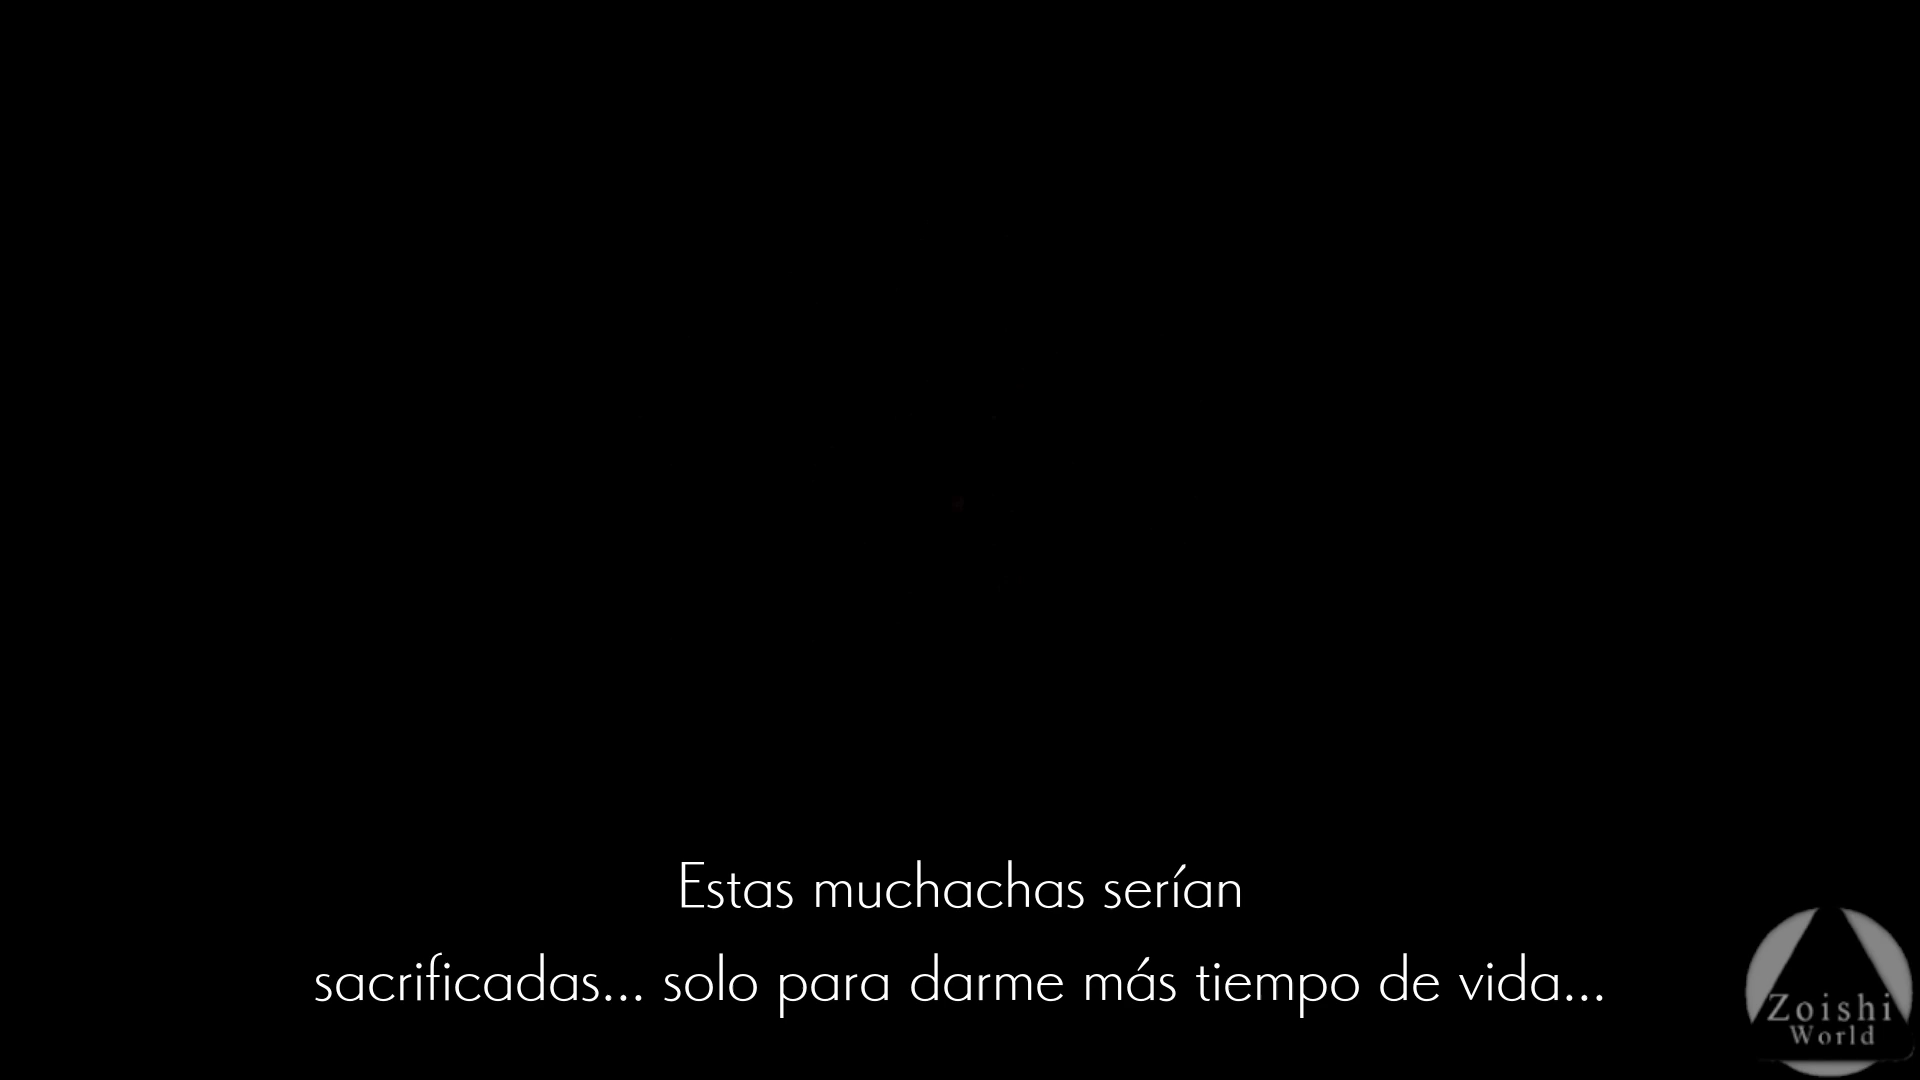 Estas muchachas serían
sacrificadas... solo para darme más tiempo de vida...
Zoishi
World